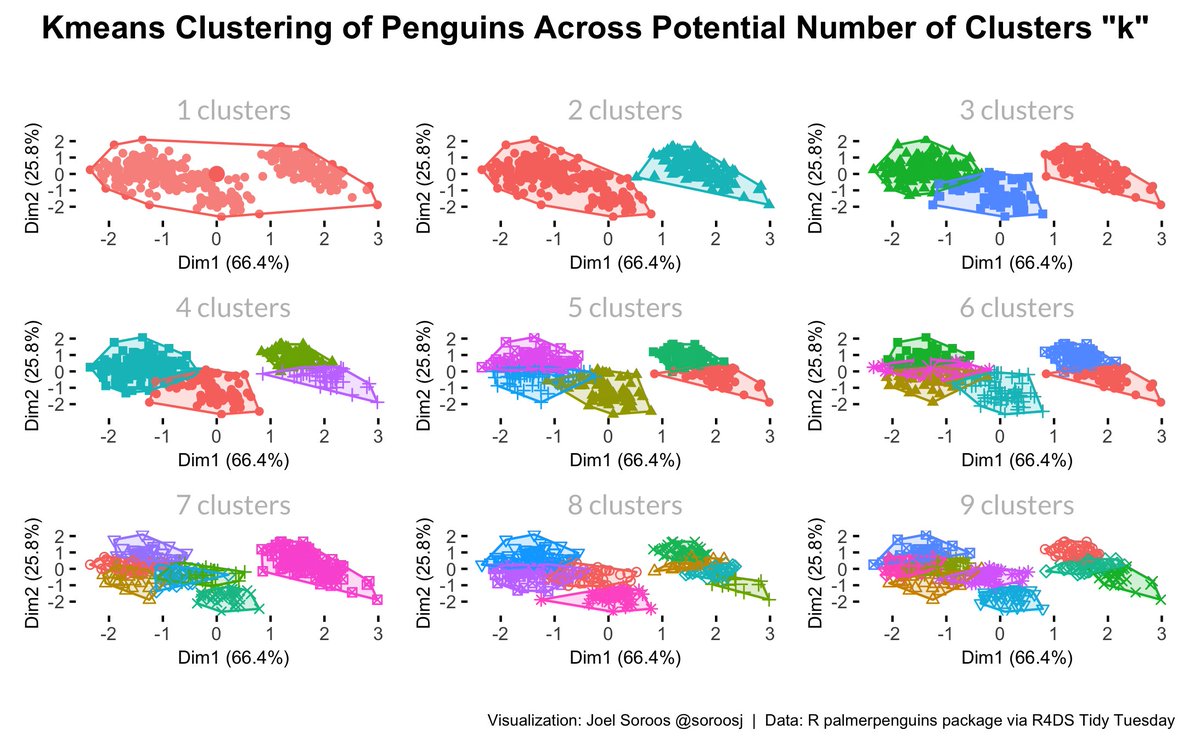 Kmeans Clustering of Penguins Across Potential Number of Clusters "k"
1 clusters
Dim2 (25.8%)
2
1
0
-1
-2
-2 -1 0 1 2 3
Dim1 (66.4%)
2 clusters
Dim2 (25.8%)
2
1
0
-1
-2
-2 -1 0 1 2 3
Dim1 (66.4%)
3 clusters
Dim2 (25.8%)
2
1
0
-1
-2
-2 -1 0 1 2 3
Dim1 (66.4%)
4 clusters
Dim2 (25.8%)
2
1
0
-1
-2
-2 -1 0 1 2 3
Dim1 (66.4%)
5 clusters
Dim2 (25.8%)
2
1
0
-1
-2
-2 -1 0 1 2 3
Dim1 (66.4%)
6 clusters
Dim2 (25.8%)
2
1
0
-1
-2
-2 -1 0 1 2 3
Dim1 (66.4%)
7 clusters
Dim2 (25.8%)
2
1
0
-1
-2
-2 -1 0 1 2 3
Dim1 (66.4%)
8 clusters
Dim2 (25.8%)
2
1
0
-1
-2
-2 -1 0 1 2 3
Dim1 (66.4%)
9 clusters
Dim2 (25.8%)
2
1
0
-1
-2
-2 -1 0 1 2 3
Dim1 (66.4%)
Visualization: Joel Soroos @soroosj | Data: R palmerpenguins package via R4DS Tidy Tuesday